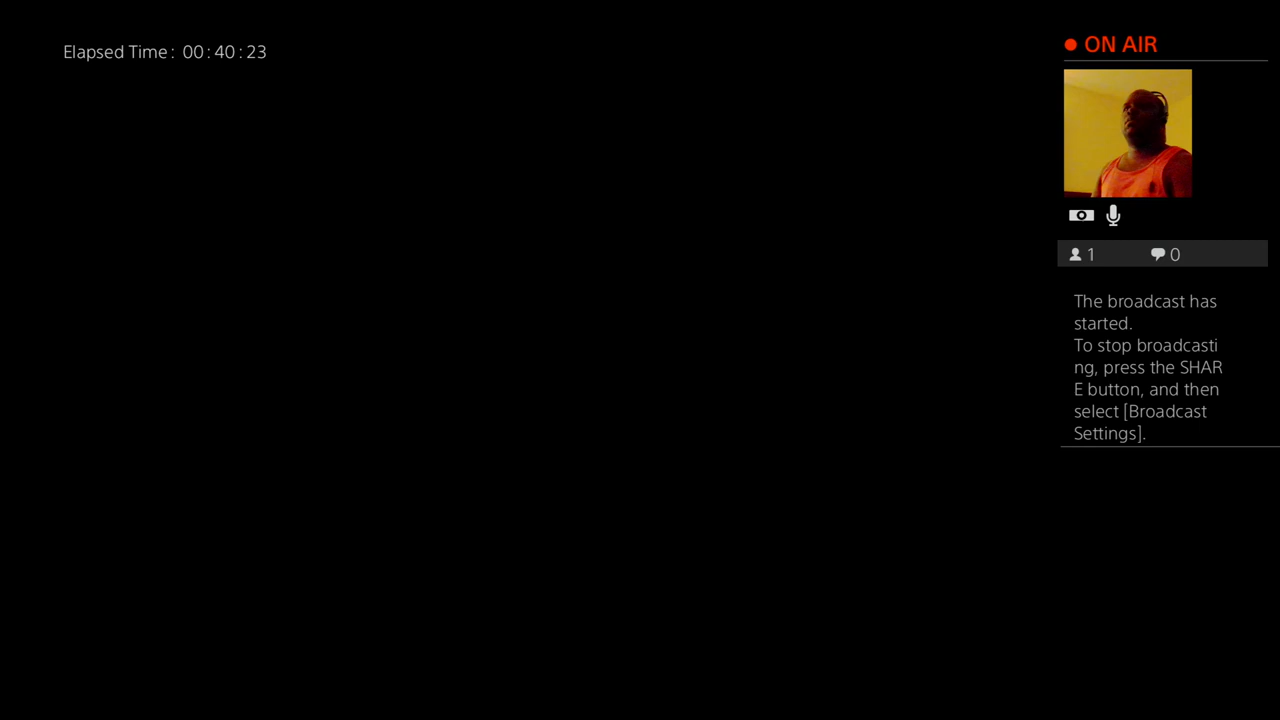 Elapsed Time: 00:40:23
ON AIR
1 0
The broadcast has
started.
To stop broadcasti
ng, press the SHAR
E button, and then
select [Broadcast
Settings].